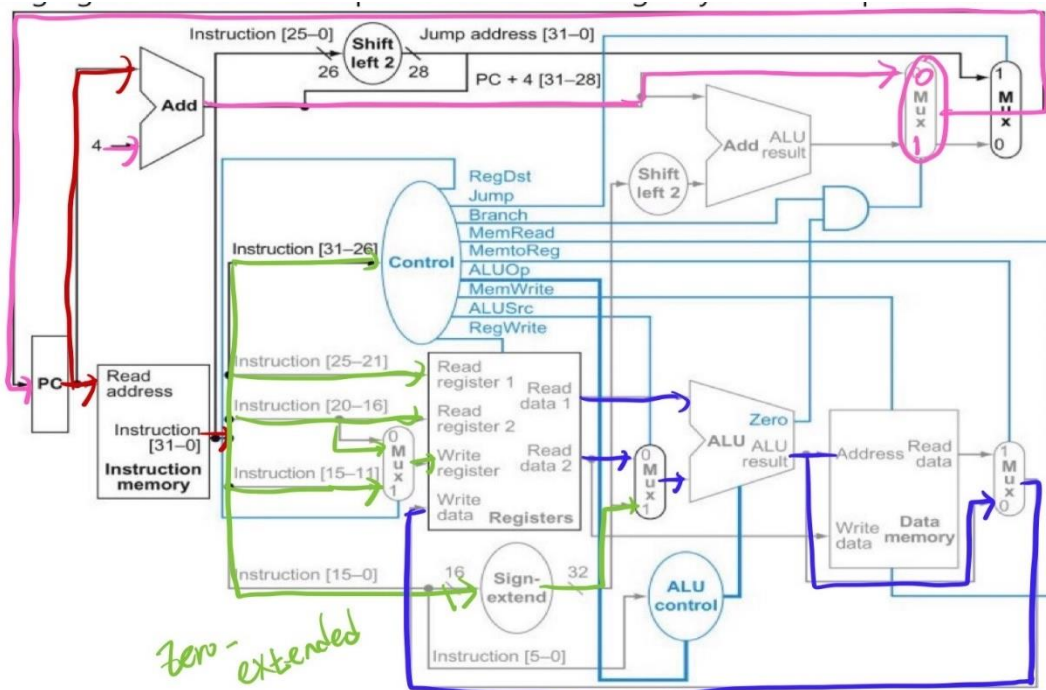 Instruction [25–0]
Jump address [31–0]
Shift
left 2
26
28
PC + 4 [31–28]
Add
4
0
M
u
x
1
1
M
u
x
0
Add
ALU
result
Shift
left 2
RegDst
Jump
Branch
MemRead
MemtoReg
ALUOp
MemWrite
ALUSrc
RegWrite
Instruction [31–26]
Control
PC
Read
address
Instruction
[31–0]
Instruction
memory
Instruction [25–21]
Instruction [20–16]
Instruction [15–11]
0
M
u
x
1
Read
register 1
Read
register 2
Write
register
Write
data
Read
data 1
Read
data 2
Registers
0
M
u
x
1
Zero
ALU
ALU
result
Address
Read
data
Write
data
Data
memory
1
M
u
x
0
Instruction [15–0]
16
Sign-
extend
32
ALU
control
Instruction [5–0]
Zero-
extended